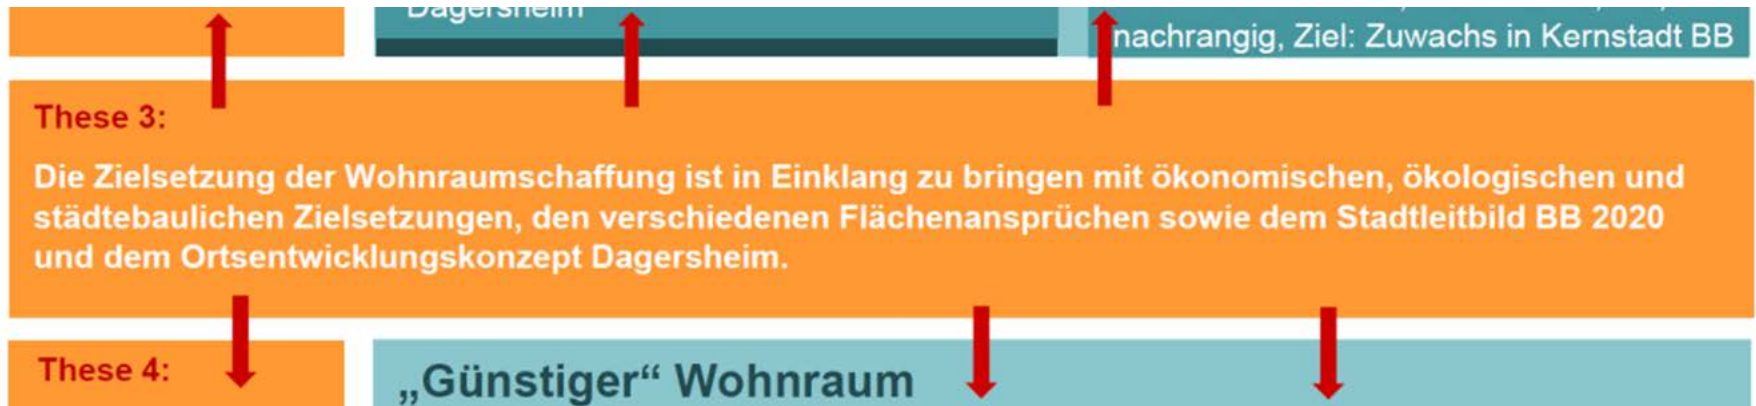 Dagersheim
nachrangig, Ziel: Zuwachs in Kernstadt BB
These 3:
Die Zielsetzung der Wohnraumschaffung ist in Einklang zu bringen mit ökonomischen, ökologischen und
städtebaulichen Zielsetzungen, den verschiedenen Flächenansprüchen sowie dem Stadtleitbild BB 2020
und dem Ortsentwicklungskonzept Dagersheim.
These 4:
„Günstiger“ Wohnraum